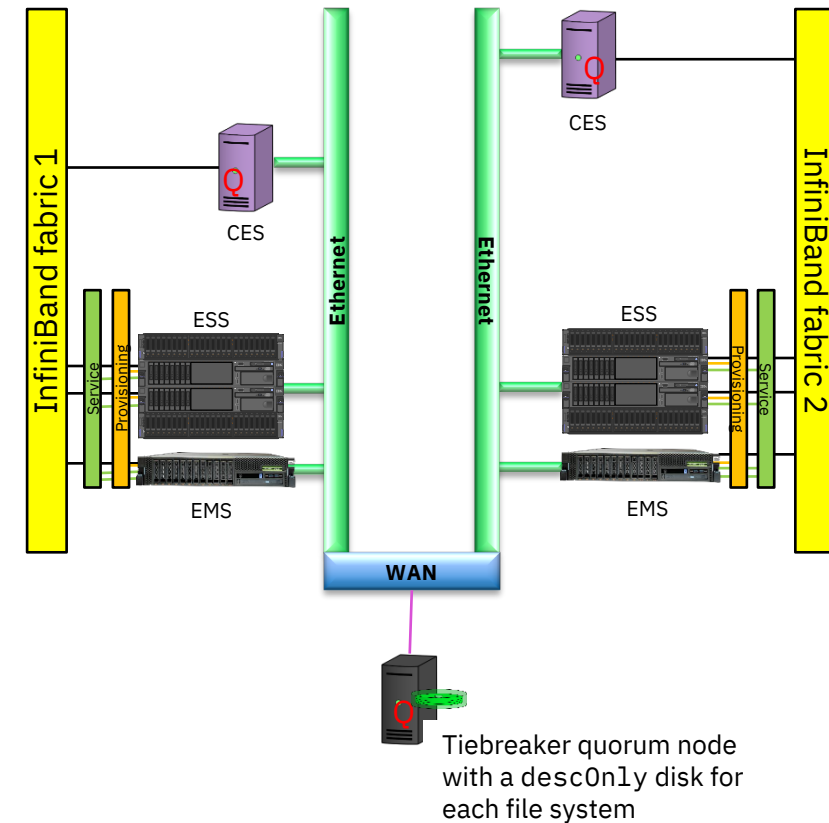 InfiniBand fabric 1
Q
CES
Ethernet
ESS
Service
Provisioning
EMS
Q
CES
Ethernet
InfiniBand fabric 2
ESS
Provisioning
Service
EMS
WAN
Q
Tiebreaker quorum node
with a descOnly disk for
each file system